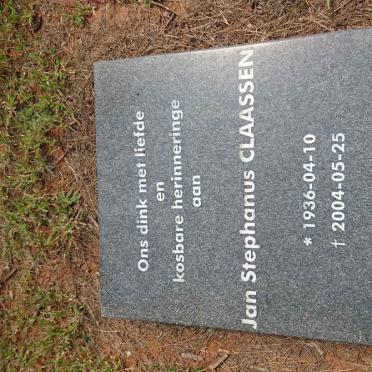 Ons dink met liefde
en
kosbare herinneringe
aan
Jan Stephanus CLAASSEN
* 1936-04-10
† 2004-05-25